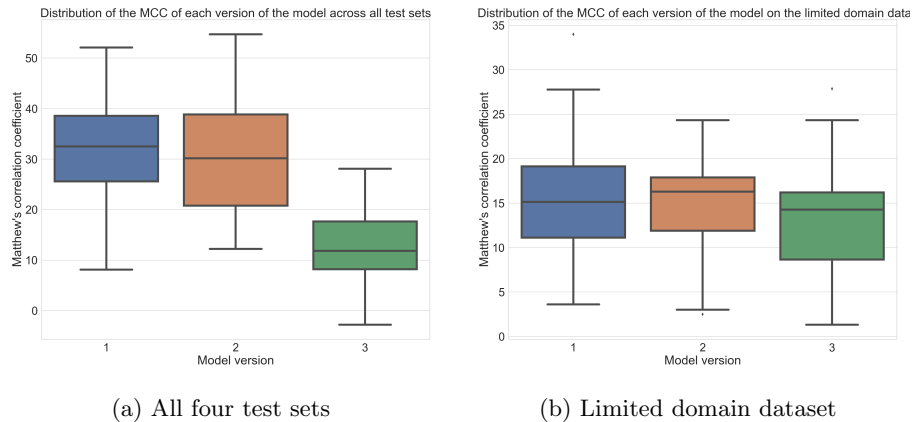 Distribution of the MCC of each version of the model across all test sets
Matthew's correlation coefficient
50
40
30
20
10
0
1 2 3
Model version
(a) All four test sets
Distribution of the MCC of each version of the model on the limited domain data
Matthew's correlation coefficient
35
30
25
20
15
10
5
0
1 2 3
Model version
(b) Limited domain dataset